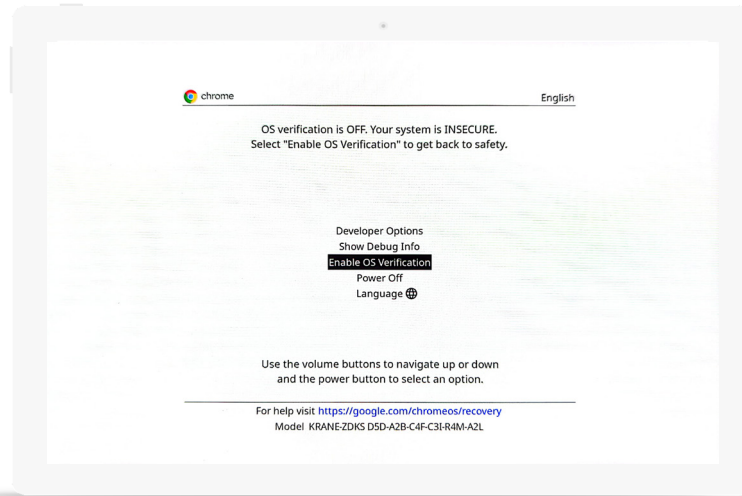 chrome
English
OS verification is OFF. Your system is INSECURE.
Select "Enable OS Verification" to get back to safety.
Developer Options
Show Debug Info
Enable OS Verification
Power Off
Language
Use the volume buttons to navigate up or down
and the power button to select an option.
For help visit https://google.com/chromeos/recovery
Model KRANE-ZDKS D5D-A2B-C4F-C3I-R4M-A2L